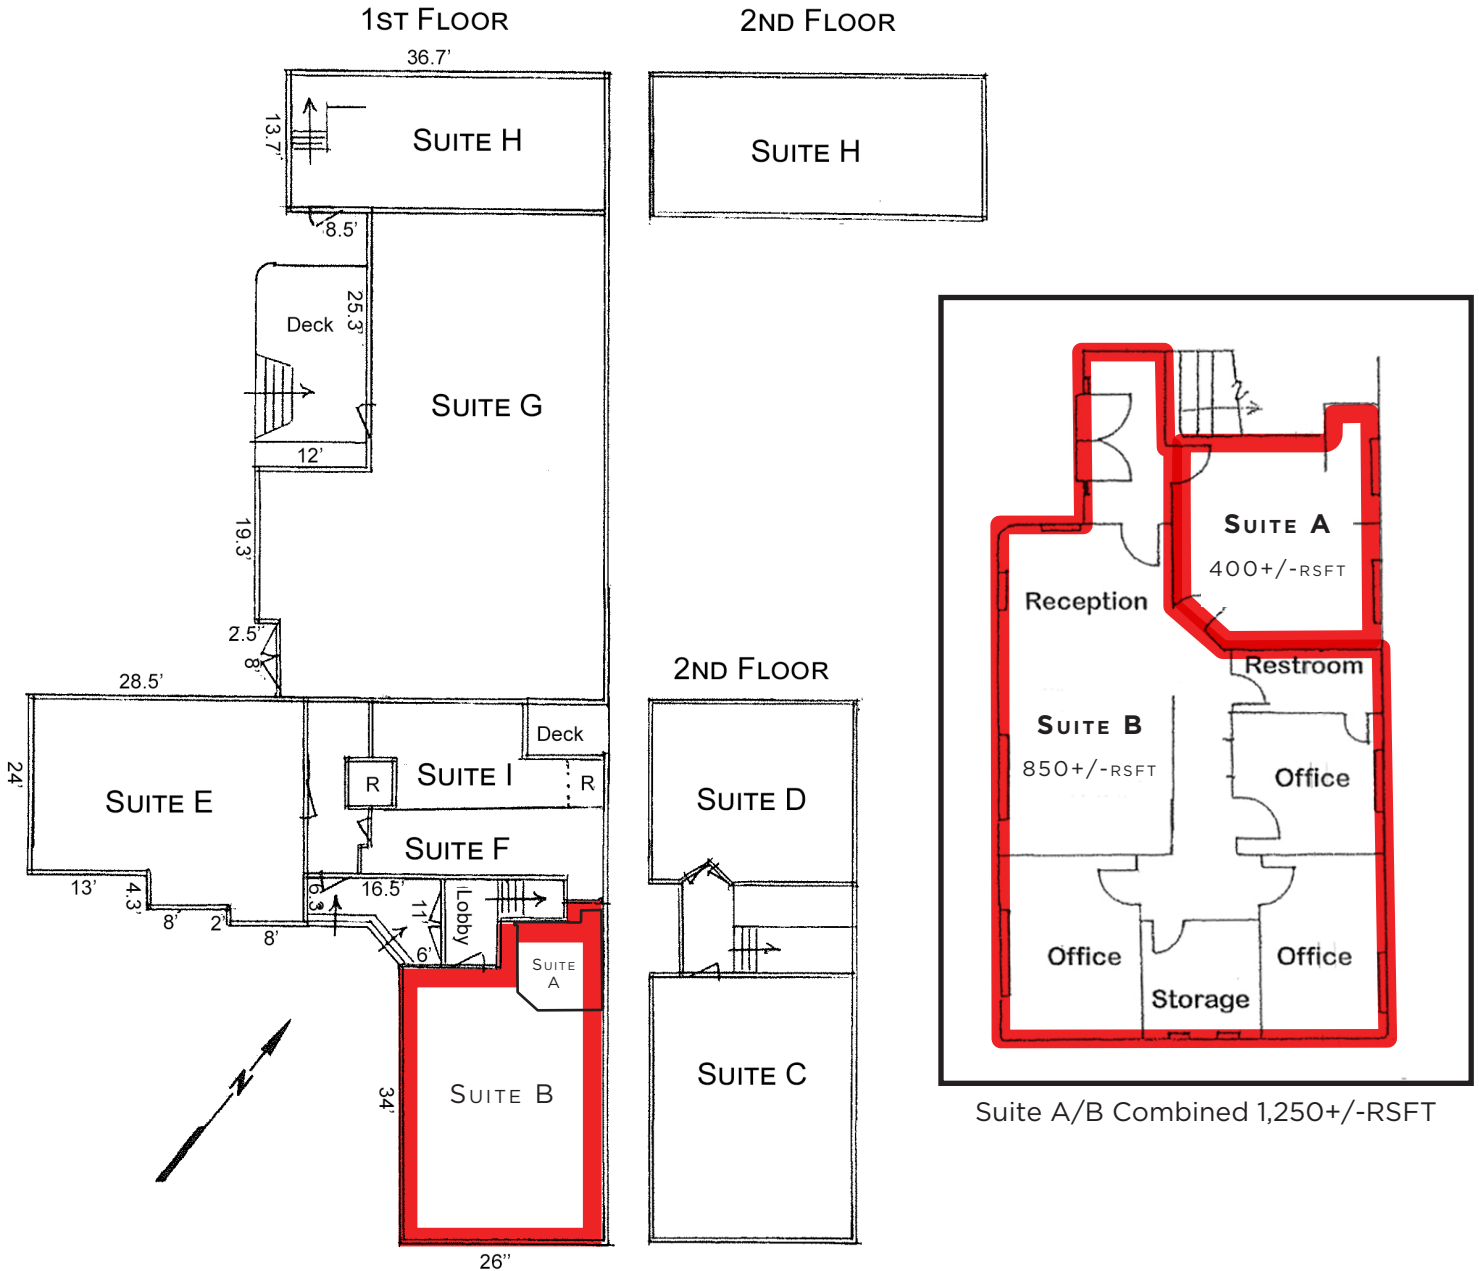 1ST FLOOR
2ND FLOOR
36.7'
13.7'
SUITE H
SUITE H
8.5'
25.3'
Deck
SUITE G
12'
19.3'
2.5"
8'
28.5'
2ND FLOOR
24'
SUITE E
R
SUITE I
Deck
R
SUITE F
SUITE D
13'
4.3'
8'
2'
8'
6.3'
16.5'
11'
Lobby
6'
SUITE
A
34'
SUITE B
26"
N
SUITE C
SUITE A
400+/-RSFT
Reception
Restroom
SUITE B
850+/-RSFT
Office
Office
Office
Storage
Suite A/B Combined 1,250+/-RSFT